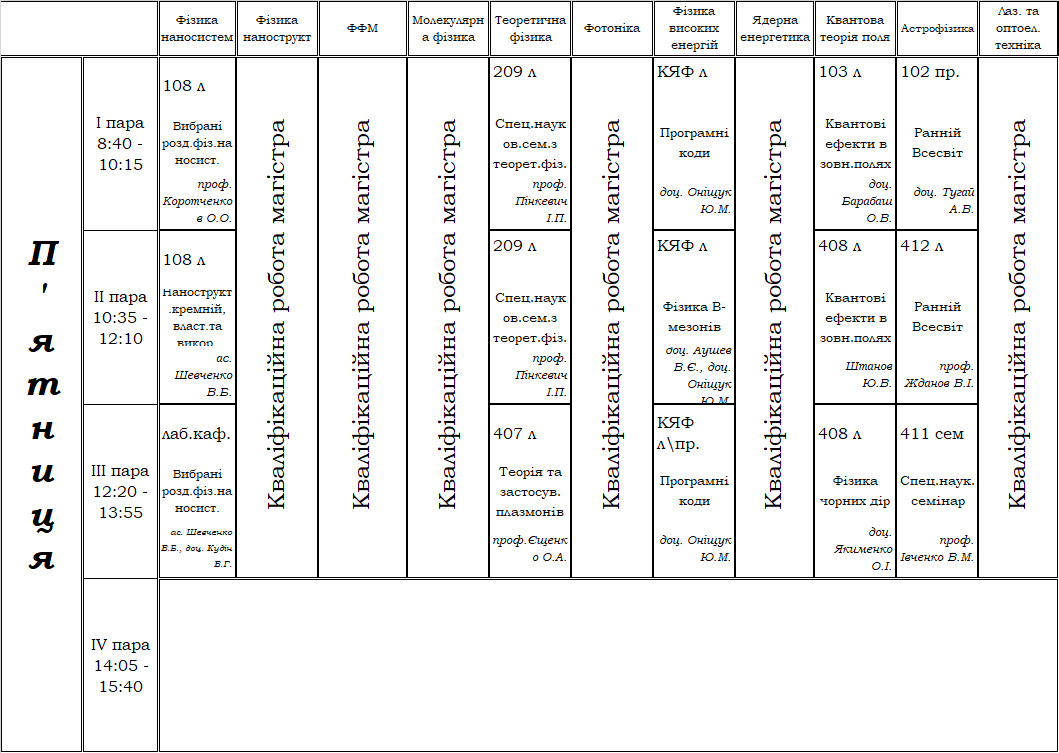 Фізика
наносистем
Фізика
нанострукт
ФФМ
Молекулярн
а фізика
Теоретична
фізика
Фотоніка
Фізика
високих
енергій
Ядерна
енергетика
Квантова
теорія поля
Астрофізика
Лаз. та
оптоел.
техніка
П'ятниця
I пара
8:40 -
10:15
108 л
Вибрані
розд.фіз.на
носист.
проф.
Коротченко
в О.О.
Кваліфікаційна робота магістра
Кваліфікаційна робота магістра
Кваліфікаційна робота магістра
209 л
Спец.наук
ов.сем.з
теорет.фіз.
проф.
Пінкевич
І.П.
Кваліфікаційна робота магістра
КЯФ л
Програмні
коди
доц. Оніщук
Ю.М.
Кваліфікаційна робота магістра
103 л
Квантові
ефекти в
зовн.полях
доц.
Барабаш
О.В.
102 пр.
Ранній
Всесвіт
доц. Тугай
А.В.
Кваліфікаційна робота магістра
II пара
10:35 -
12:10
108 л
Нанострукт
.кремній,
власт.та
викор
ас.
Шевченко
В.Б.
209 л
Спец.наук
ов.сем.з
теорет.фіз.
проф.
Пінкевич
І.П.
КЯФ л
Фізика В-
мезонів
доц. Аушев
В.Є., доц.
Оніщук
Ю.М
408 л
Квантові
ефекти в
зовн.полях
Штанов
Ю.В.
412 л
Ранній
Всесвіт
проф.
Жданов В.І.
III пара
12:20 -
13:55
лаб.каф.
Вибрані
розд.фіз.на
носист.
ас. Шевченко
В.Б., доц. Кудін
В.Г.
407 л
Теорія та
застосув.
плазмонів
проф.Єщенк
о О.А.
КЯФ
л\пр.
Програмні
коди
доц. Оніщук
Ю.М.
408 л
Фізика
чорних дір
доц.
Якименко
О.І.
411 сем
Спец.наук.
семінар
проф.
Івченко В.М.
IV пара
14:05 -
15:40